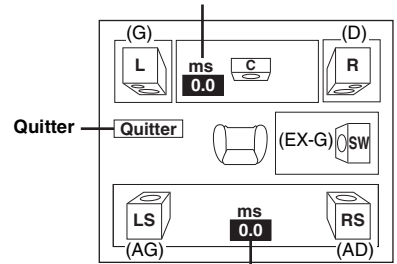 (G) (D)
L ms C R
0.0
Quitter Quitter (EX-G) SW
LS ms RS
0.0
(AG) (AD)